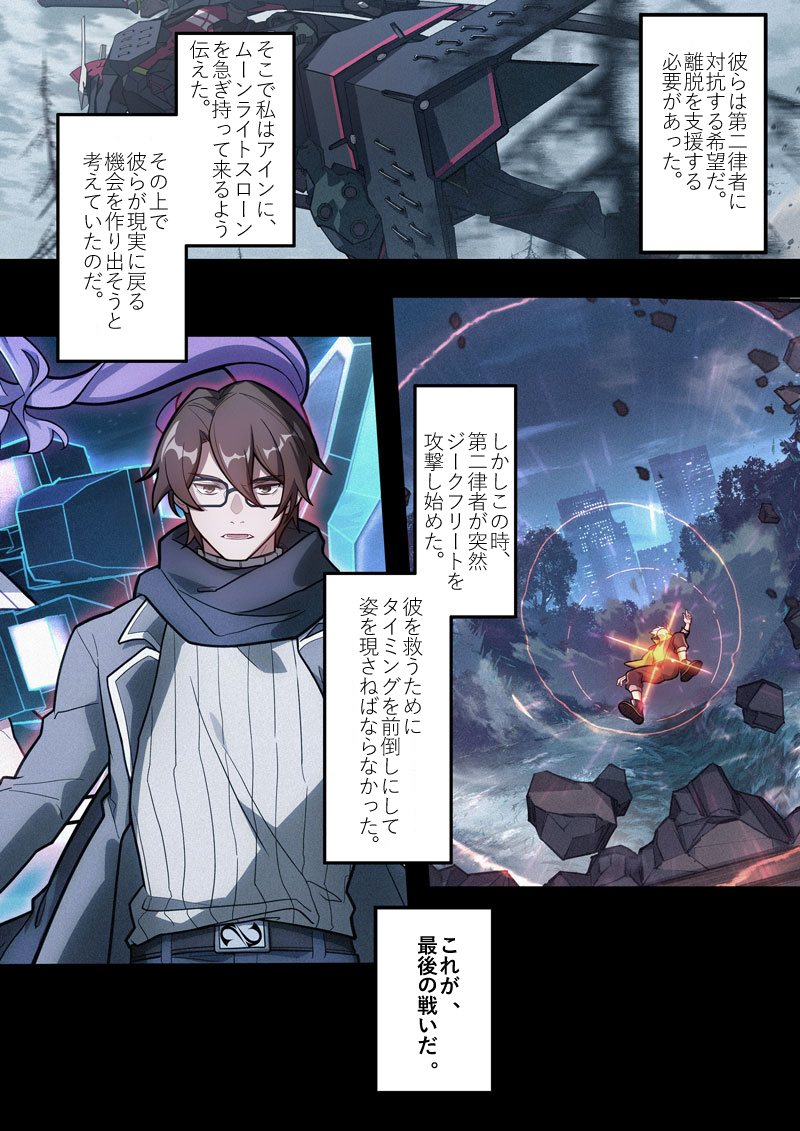 彼らは第二律者に
対抗する希望だ。
離脱を支援する
必要があった。
そこで私はアインに、
ムーンライトスローン
を急ぎ持って来るよう
伝えた。
その上で
彼らが現実に戻る
機会を作り出そうと
考えていたのだ。
しかしこの時、
第二律者が突然
ジークフリートを
攻撃し始めた。
彼を救うために
タイミングを前倒しにして
姿を現さねばならなかった。
これが、
最後の戦いだ。